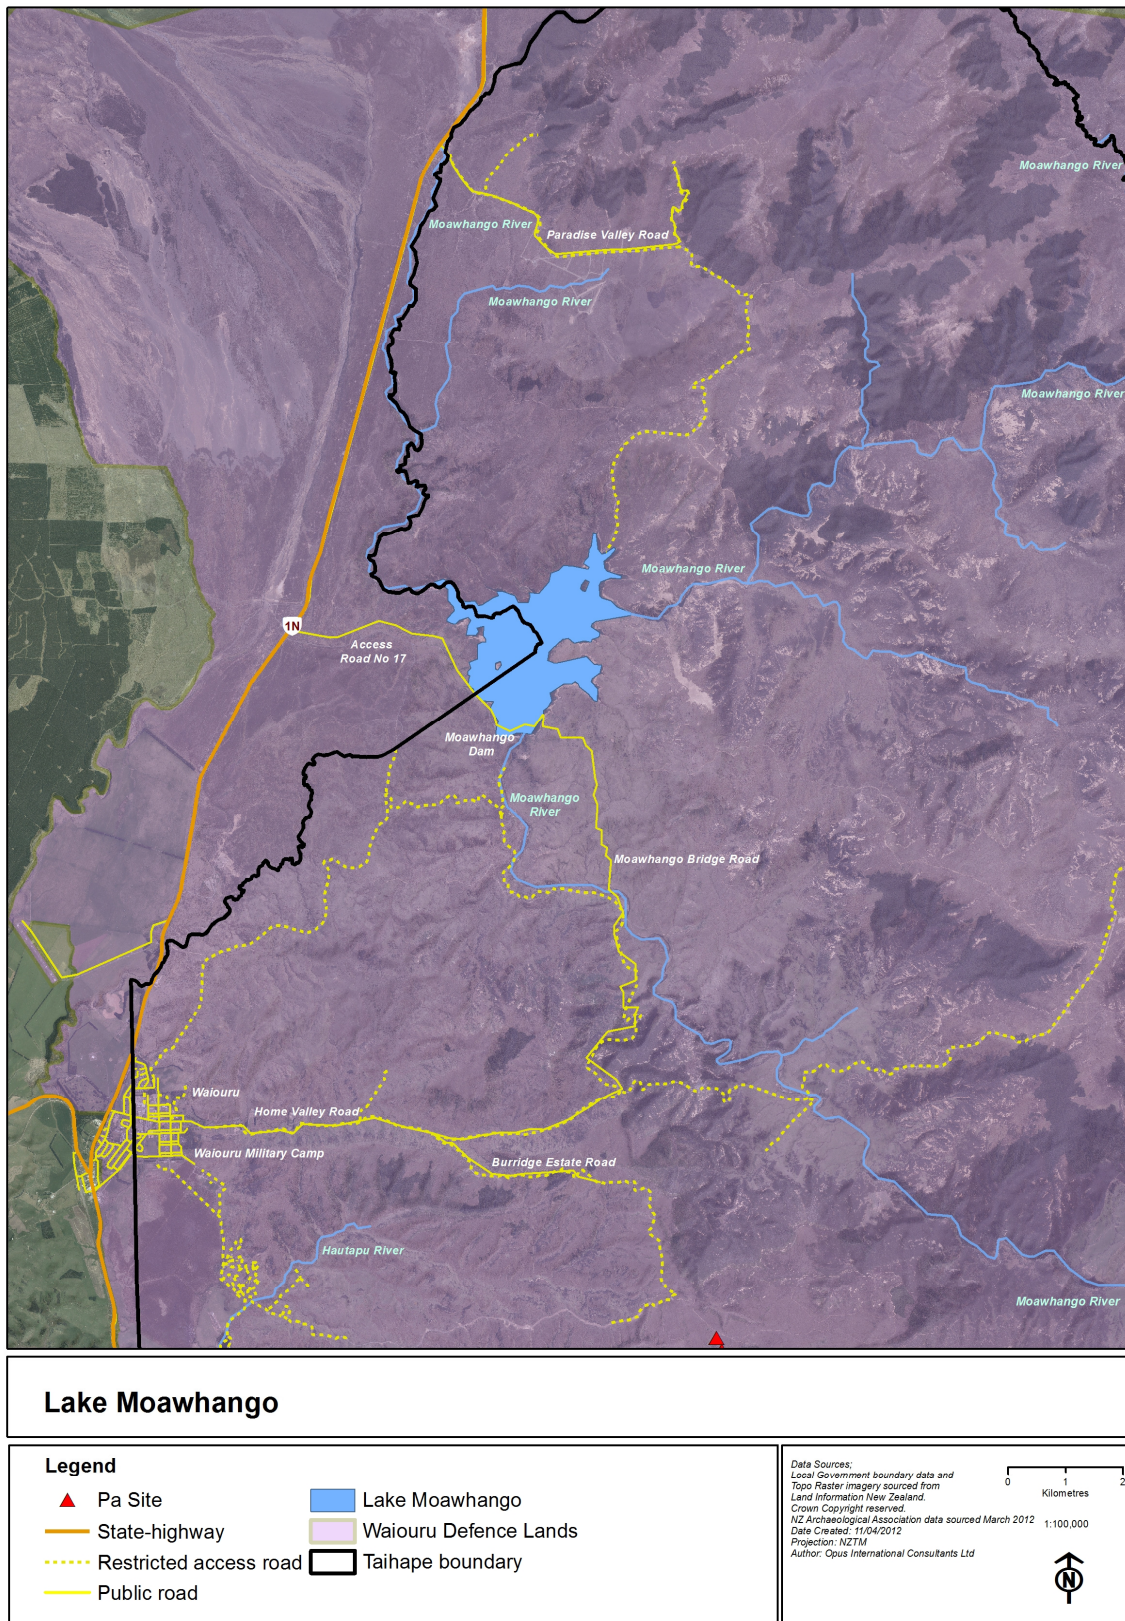 Moawhango River
Moawhango River
Paradise Valley Road
Moawhango River
Moawhango River
Moawhango River
1N
Access
Road No 17
Moawhango
Dam
Moawhango
River
Moawhango Bridge Road
Waiouru
Home Valley Road
Waiouru Military Camp
Burridge Estate Road
Hautapu River
Moawhango River
Lake Moawhango
Legend
Pa Site
State-highway
Restricted access road
Public road
Lake Moawhango
Waiouru Defence Lands
Taihape boundary
Data Sources;
Local Government boundary data and
Topo Raster imagery sourced from
Land Information New Zealand.
Crown Copyright reserved.
NZ Archaeological Association data sourced March 2012
Date Created: 11/04/2012
Projection: NZTM
Author: Opus International Consultants Ltd
0 1 2
Kilometres
1:100,000
N